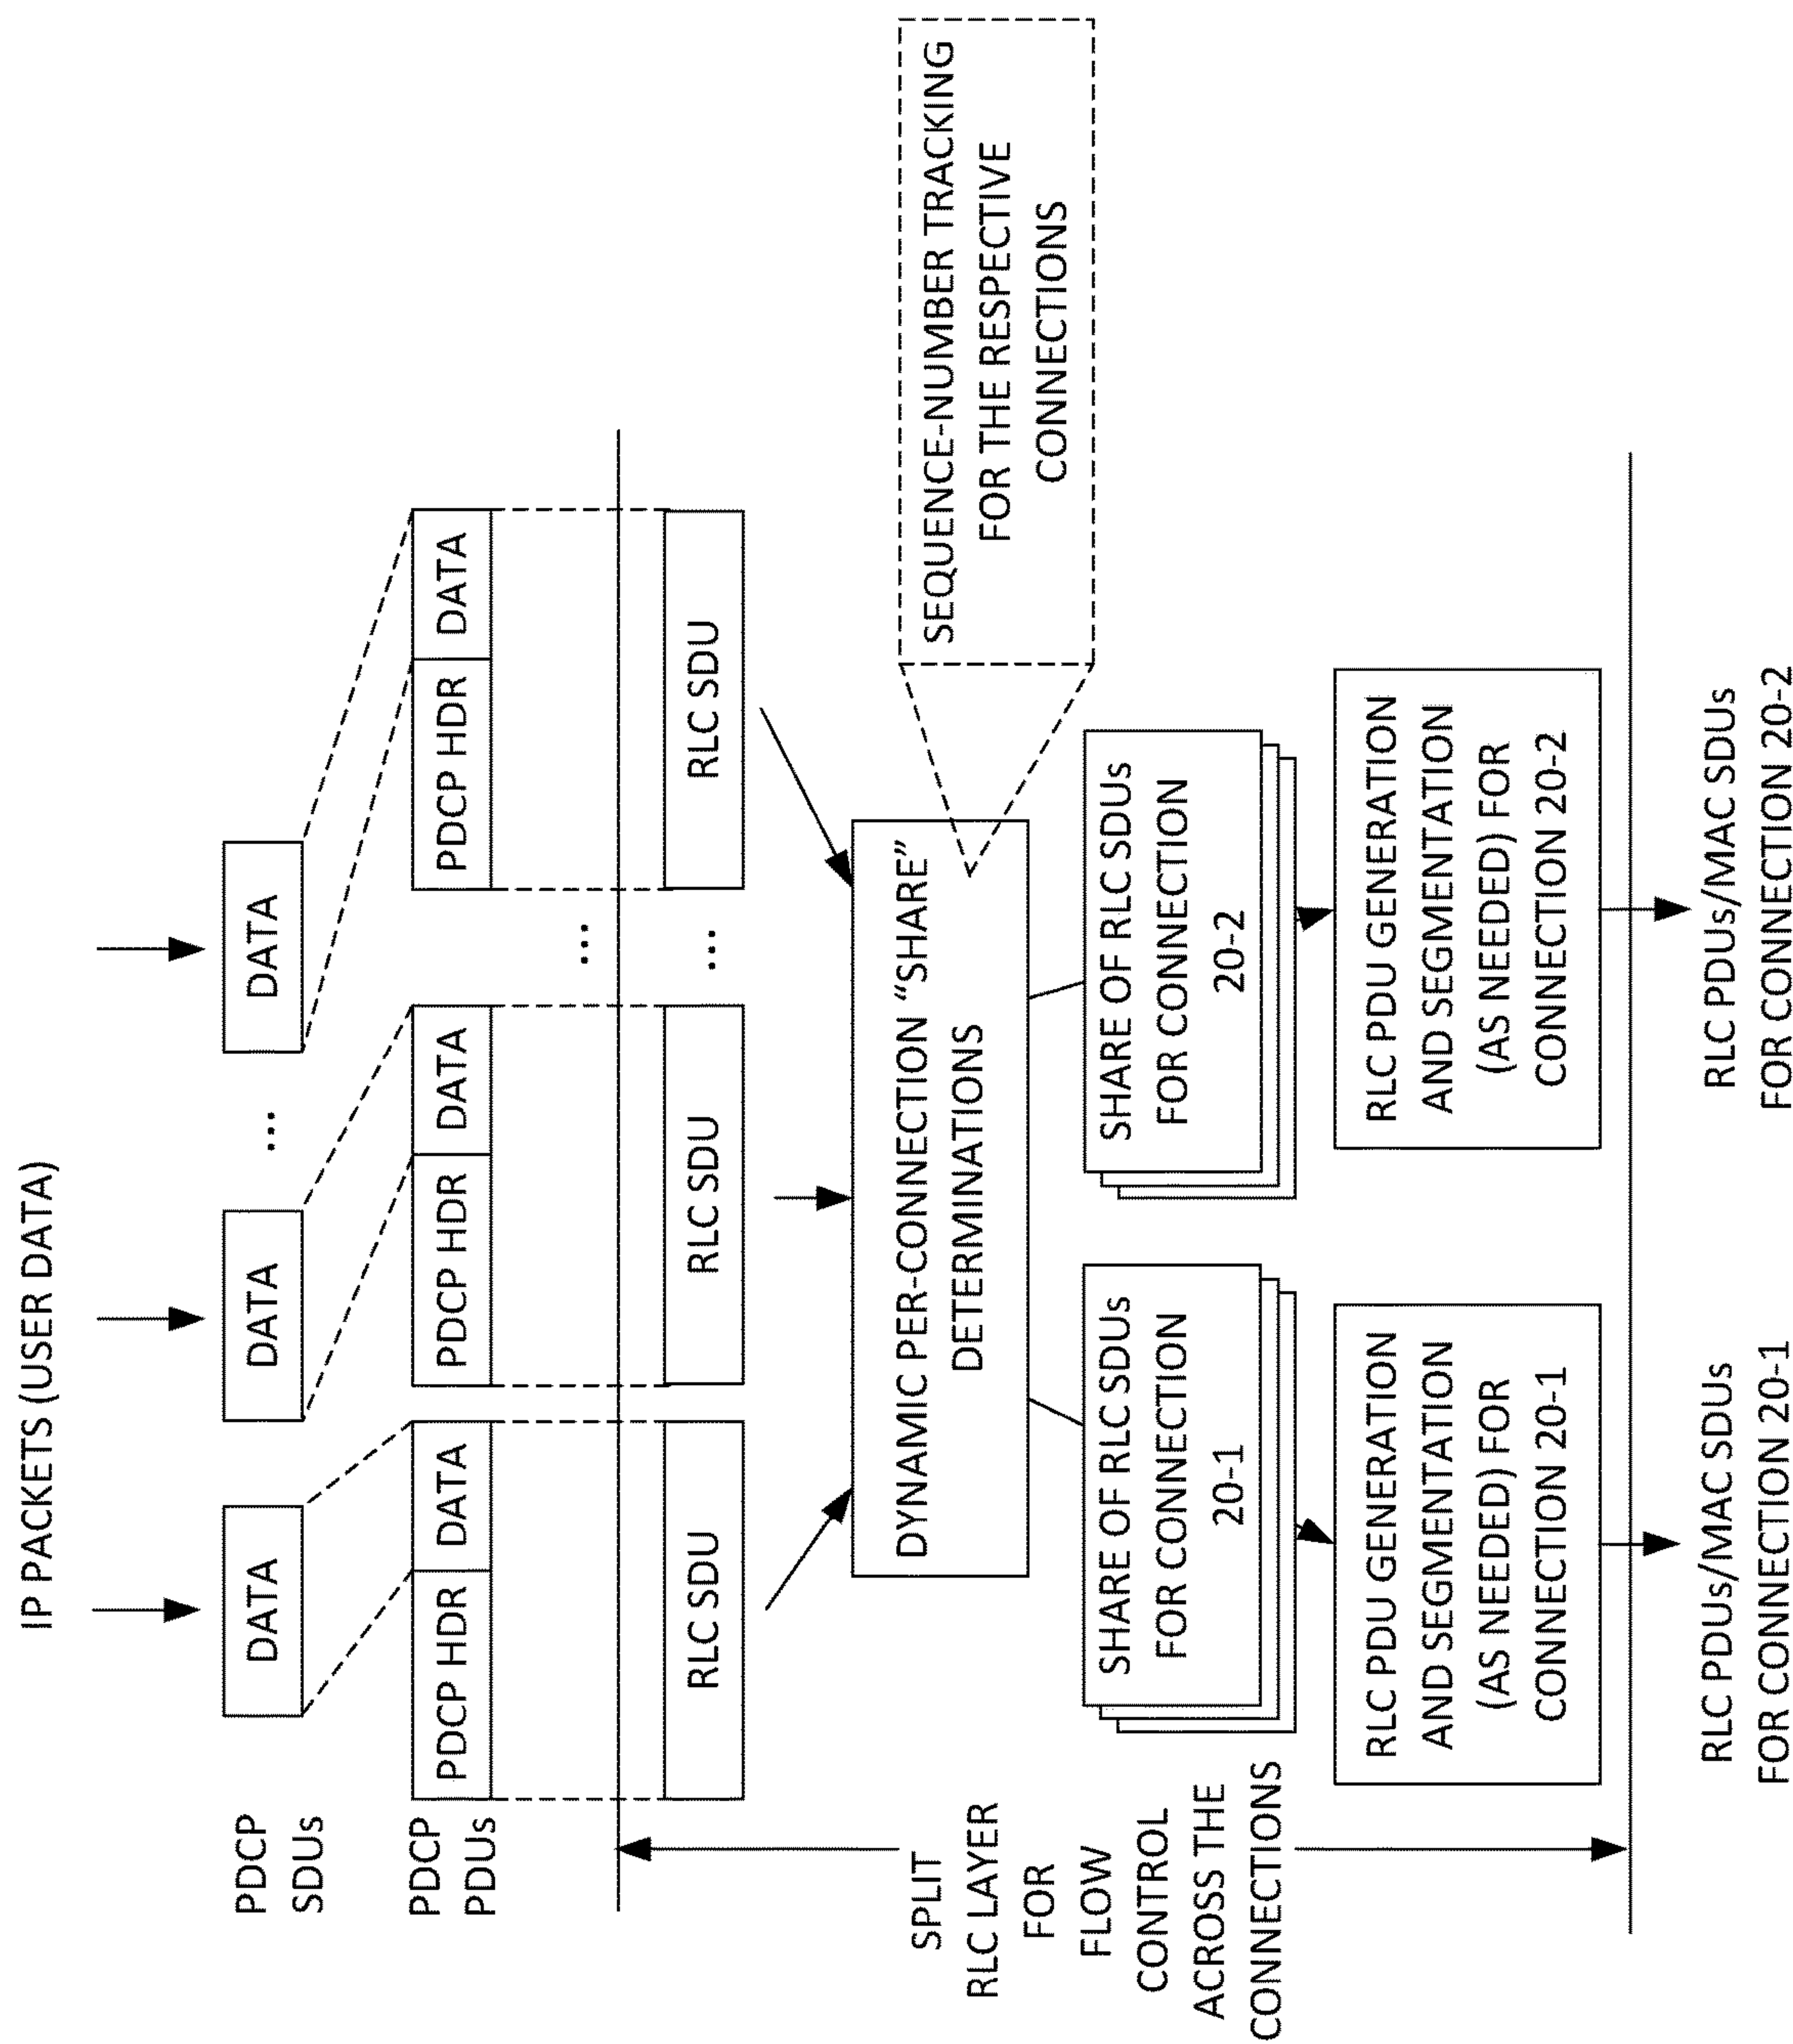 IP PACKETS (USER DATA)
PDCP
SDUs
DATA
DATA
...
DATA
PDCP
PDUs
PDCP HDR
DATA
PDCP HDR
DATA
PDCP HDR
DATA
...
RLC SDU
RLC SDU
...
RLC SDU
SPLIT
RLC LAYER
FOR
FLOW
CONTROL
ACROSS THE
CONNECTIONS
DYNAMIC PER-CONNECTION “SHARE”
DETERMINATIONS
SEQUENCE-NUMBER TRACKING
FOR THE RESPECTIVE
CONNECTIONS
SHARE OF RLC SDUs
FOR CONNECTION
20-1
SHARE OF RLC SDUs
FOR CONNECTION
20-2
RLC PDU GENERATION
AND SEGMENTATION
(AS NEEDED) FOR
CONNECTION 20-1
RLC PDU GENERATION
AND SEGMENTATION
(AS NEEDED) FOR
CONNECTION 20-2
RLC PDUs/MAC SDUs
FOR CONNECTION 20-1
RLC PDUs/MAC SDUs
FOR CONNECTION 20-2